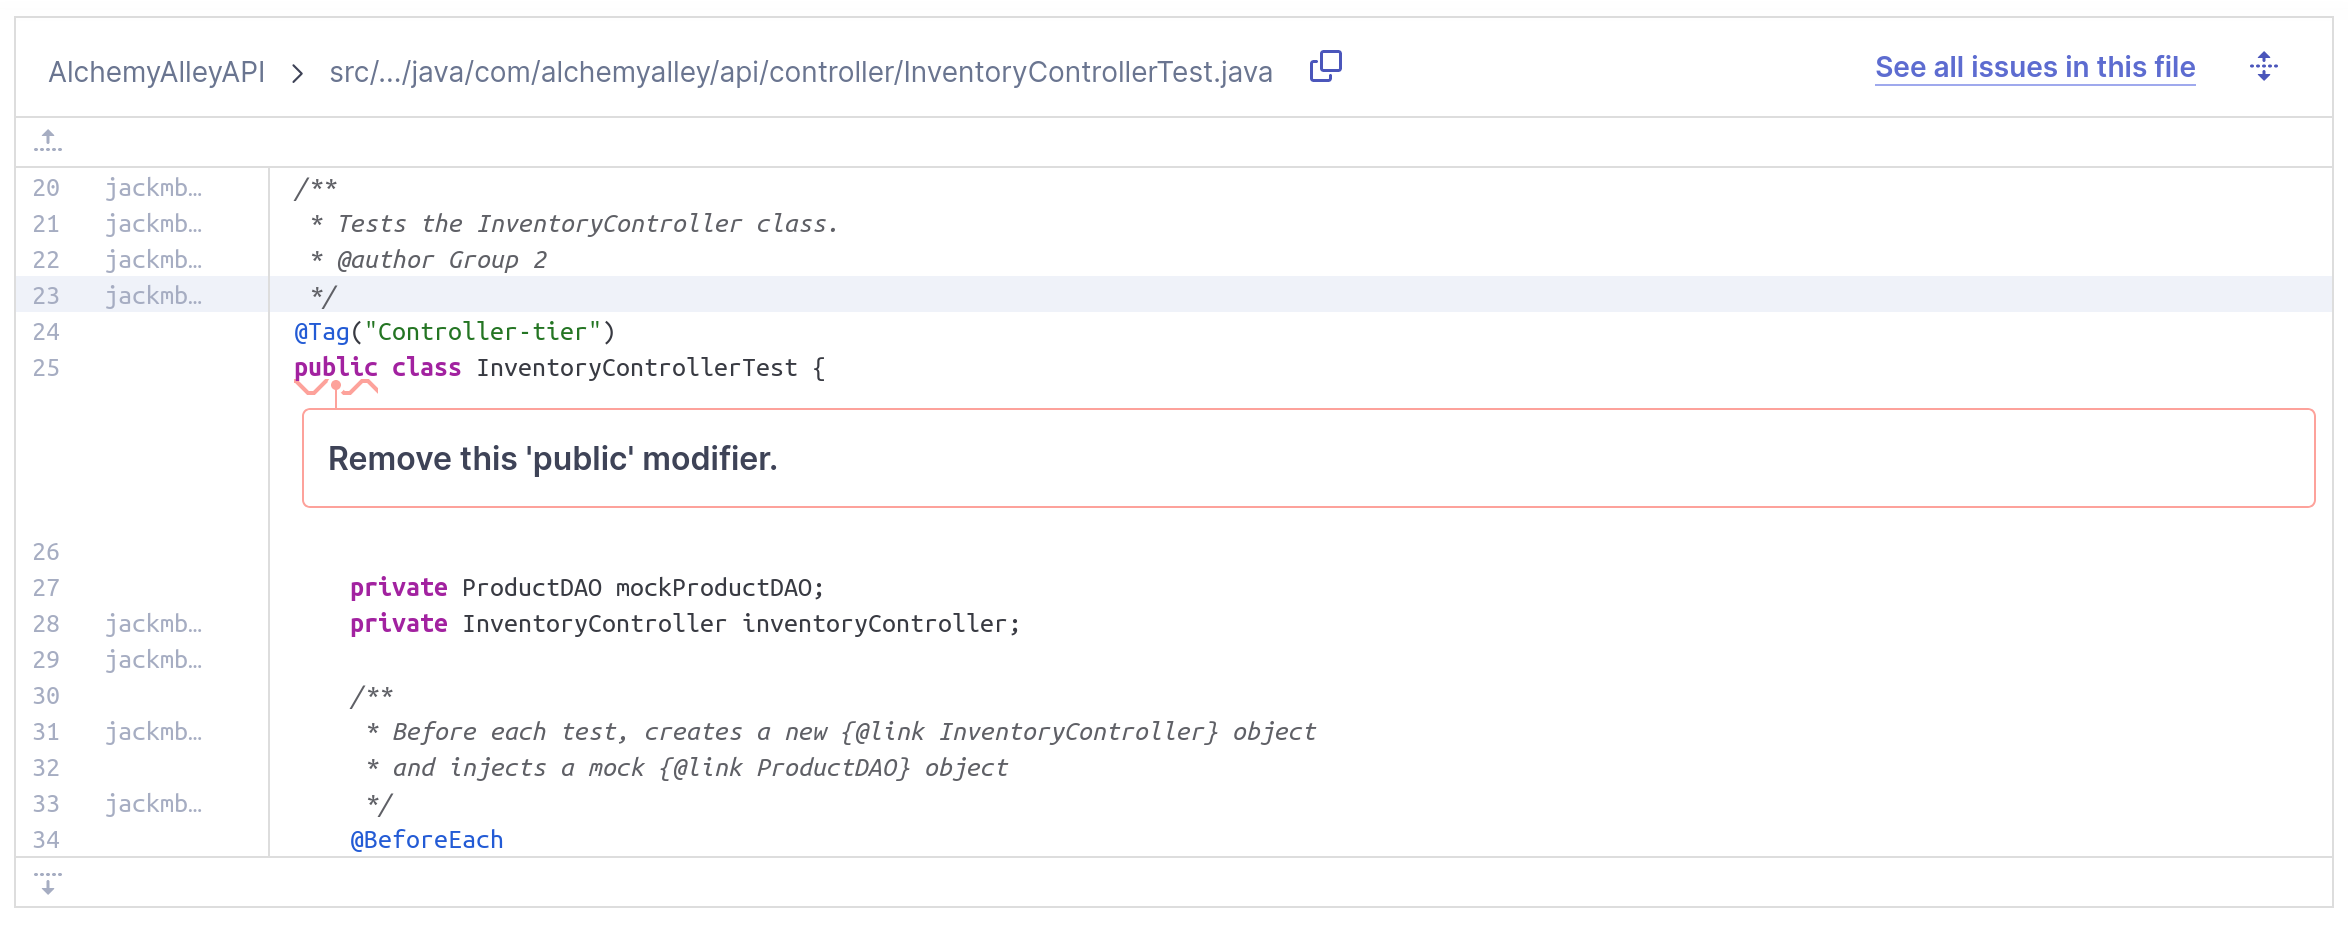 AlchemyAlleyAPI > src/.../java/com/alchemyalley/api/controller/InventoryControllerTest.java See all issues in this file
20 jackmb… /**
21 jackmb… * Tests the InventoryController class.
22 jackmb… * @author Group 2
23 jackmb… */
24 @Tag("Controller-tier")
25 public class InventoryControllerTest {
Remove this 'public' modifier.
26
27 private ProductDAO mockProductDAO;
28 jackmb… private InventoryController inventoryController;
29 jackmb…
30 /**
31 jackmb… * Before each test, creates a new {@link InventoryController} object
32 * and injects a mock {@link ProductDAO} object
33 jackmb… */
34 @BeforeEach